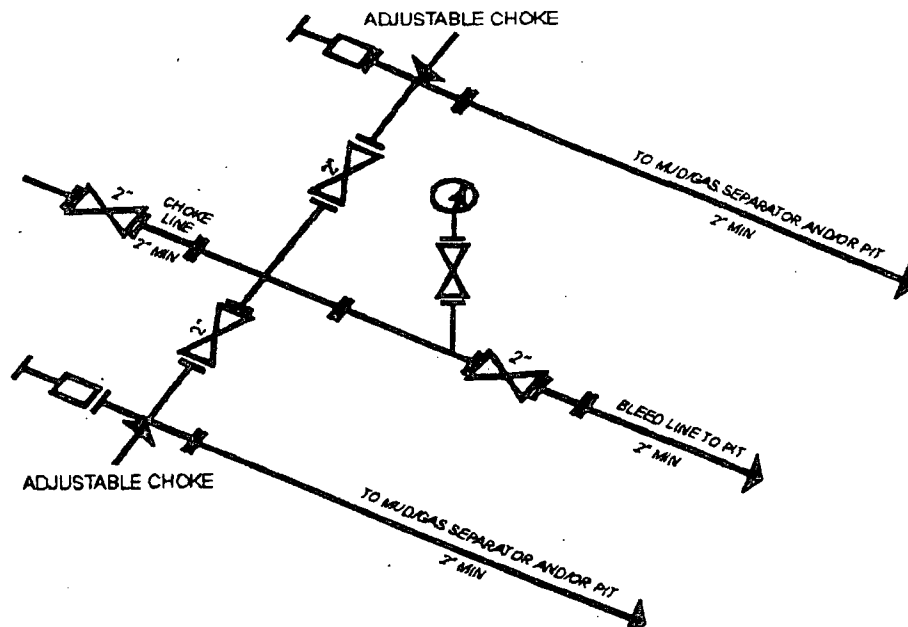 ADJUSTABLE CHOKE
TO MUD/GAS SEPARATOR AND/OR PIT
2" MIN
2"
2"
CHOKE
LINE
2" MIN
2"
2"
BLEED LINE TO PIT
2" MIN
ADJUSTABLE CHOKE
TO MUD/GAS SEPARATOR AND/OR PIT
2" MIN